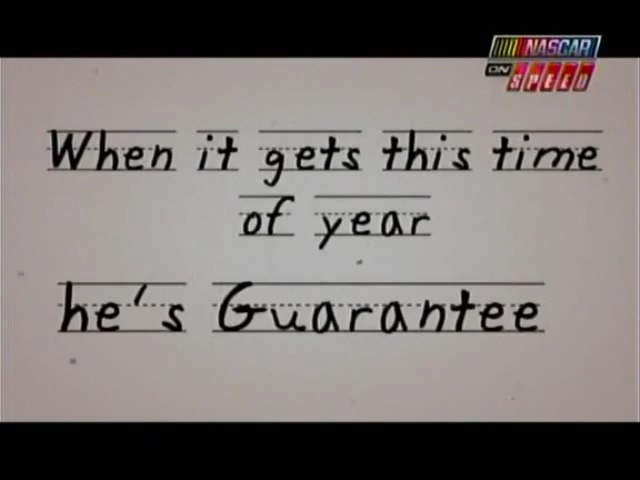 NASCAR
ON SPEED
When it gets this time
of year
he's Guarantee